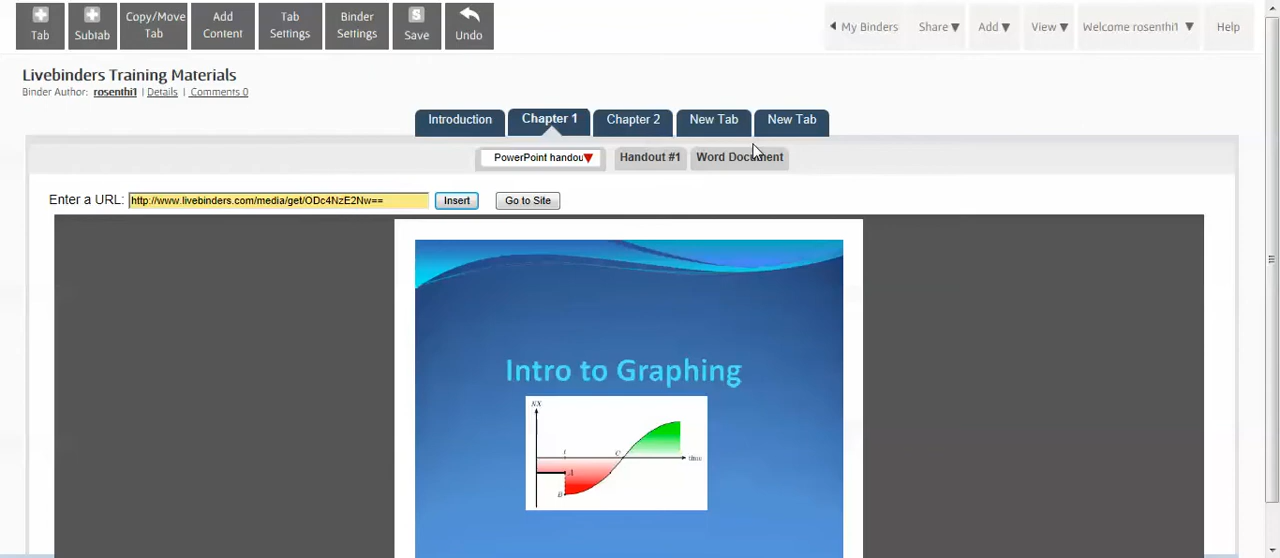 Tab
Subtab
Copy/Move Tab
Add Content
Tab Settings
Binder Settings
S
Save
Undo
My Binders
Share
Add
View
Welcome rosenthi1
Help
Livebinders Training Materials
Binder Author: rosenthi1 | Details | Comments 0
Introduction
Chapter 1
Chapter 2
New Tab
New Tab
PowerPoint handou
Handout #1
Word Document
Enter a URL: http://www.livebinders.com/media/get/ODc4NzE2Nw==
Insert
Go to Site
Intro to Graphing
NX
t
C
time
A
B